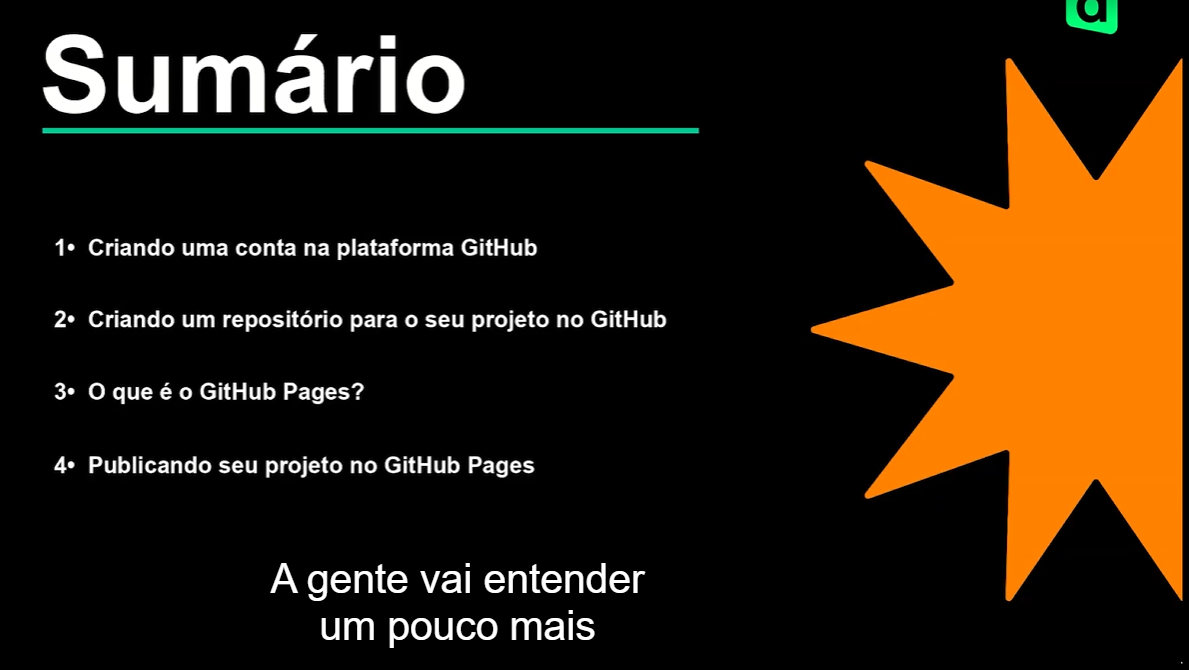 Sumário
1• Criando uma conta na plataforma GitHub
2• Criando um repositório para o seu projeto no GitHub
3• O que é o GitHub Pages?
4• Publicando seu projeto no GitHub Pages
A gente vai entender
um pouco mais